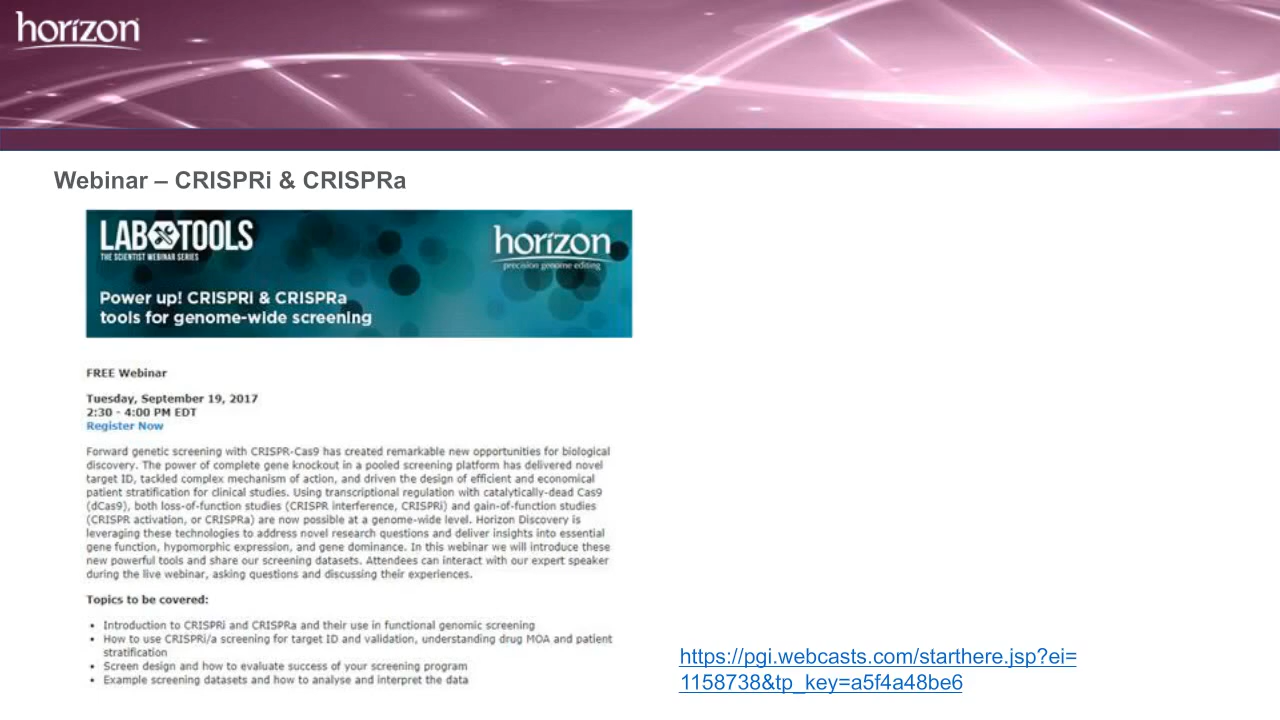 horizon
Webinar – CRISPRi & CRISPRa
LAB TOOLS
THE SCIENTIST WEBINAR SERIES
horizon
precision genome editing
Power up! CRISPRi & CRISPRa
tools for genome-wide screening
FREE Webinar
Tuesday, September 19, 2017
2:30 - 4:00 PM EDT
Register Now
Forward genetic screening with CRISPR-Cas9 has created remarkable new opportunities for biological
discovery. The power of complete gene knockout in a pooled screening platform has delivered novel
target ID, tackled complex mechanism of action, and driven the design of efficient and economical
patient stratification for clinical studies. Using transcriptional regulation with catalytically-dead Cas9
(dCas9), both loss-of-function studies (CRISPR interference, CRISPRi) and gain-of-function studies
(CRISPR activation, or CRISPRa) are now possible at a genome-wide level. Horizon Discovery is
leveraging these technologies to address novel research questions and deliver insights into essential
gene function, hypomorphic expression, and gene dominance. In this webinar we will introduce these
new powerful tools and share our screening datasets. Attendees can interact with our expert speaker
during the live webinar, asking questions and discussing their experiences.
Topics to be covered:
• Introduction to CRISPRi and CRISPRa and their use in functional genomic screening
• How to use CRISPRi/a screening for target ID and validation, understanding drug MOA and patient
stratification
• Screen design and how to evaluate success of your screening program
• Example screening datasets and how to analyse and interpret the data
https://pgi.webcasts.com/starthere.jsp?ei=
1158738&tp_key=a5f4a48be6